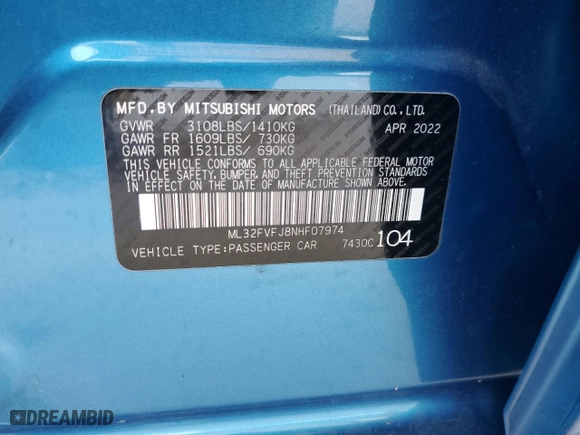 MFD.BY MITSUBISHI MOTORS (THAILAND) CO.,LTD.
GVWR 3108LBS/1410KG APR 2022
GAWR FR 1609LBS/ 730KG
GAWR RR 1521LBS/ 690KG
THIS VEHICLE CONFORMS TO ALL APPLICABLE FEDERAL MOTOR
VEHICLE SAFETY, BUMPER, AND THEFT PREVENTION STANDARDS
IN EFFECT ON THE DATE OF MANUFACTURE SHOWN ABOVE.
ML32FVFJ8NHF07974
VEHICLE TYPE:PASSENGER CAR 7430C 104
DREAMBID